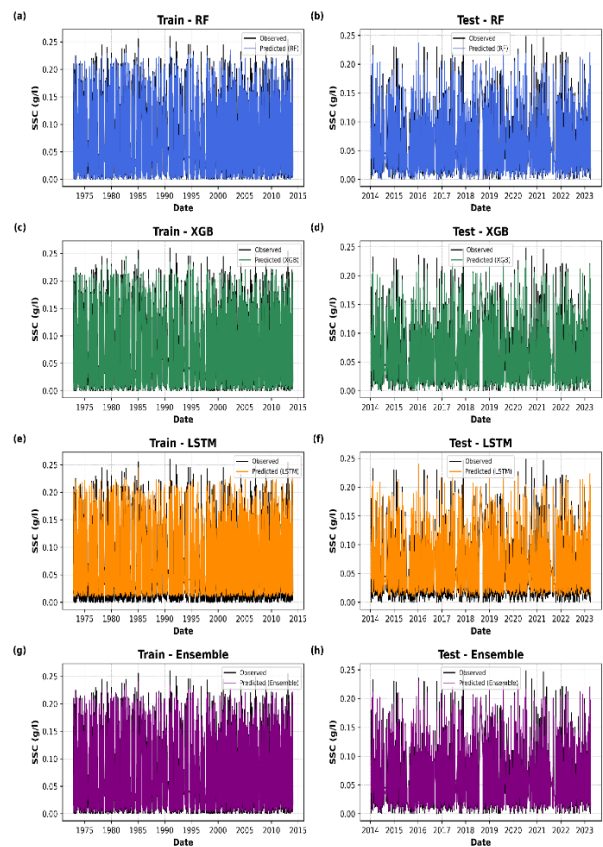 (a) Train - RF
Observed
Predicted (RF)
SSC (g/l)
0.25
0.20
0.15
0.10
0.05
0.00
1975 1980 1985 1990 1995 2000 2005 2010 2015
Date
(b) Test - RF
Observed
Predicted (RF)
0.25
0.20
0.15
0.10
0.05
0.00
2014 2015 2016 2017 2018 2019 2020 2021 2022 2023
Date
(c) Train - XGB
Observed
Predicted (XGB)
SSC (g/l)
0.25
0.20
0.15
0.10
0.05
0.00
1975 1980 1985 1990 1995 2000 2005 2010 2015
Date
(d) Test - XGB
Observed
Predicted (XGB)
SSC (g/l)
0.25
0.20
0.15
0.10
0.05
0.00
2014 2015 2016 2017 2018 2019 2020 2021 2022 2023
Date
(e) Train - LSTM
Observed
Predicted (LSTM)
SSC (g/l)
0.25
0.20
0.15
0.10
0.05
0.00
1975 1980 1985 1990 1995 2000 2005 2010 2015
Date
(f) Test - LSTM
Observed
Predicted (LSTM)
SSC (g/l)
0.25
0.20
0.15
0.10
0.05
0.00
2014 2015 2016 2017 2018 2019 2020 2021 2022 2023
Date
(g) Train - Ensemble
Observed
Predicted (Ensemble)
SSC (g/l)
0.25
0.20
0.15
0.10
0.05
0.00
1975 1980 1985 1990 1995 2000 2005 2010 2015
Date
(h) Test - Ensemble
Observed
Predicted (Ensemble)
SSC (g/l)
0.25
0.20
0.15
0.10
0.05
0.00
2014 2015 2016 2017 2018 2019 2020 2021 2022 2023
Date